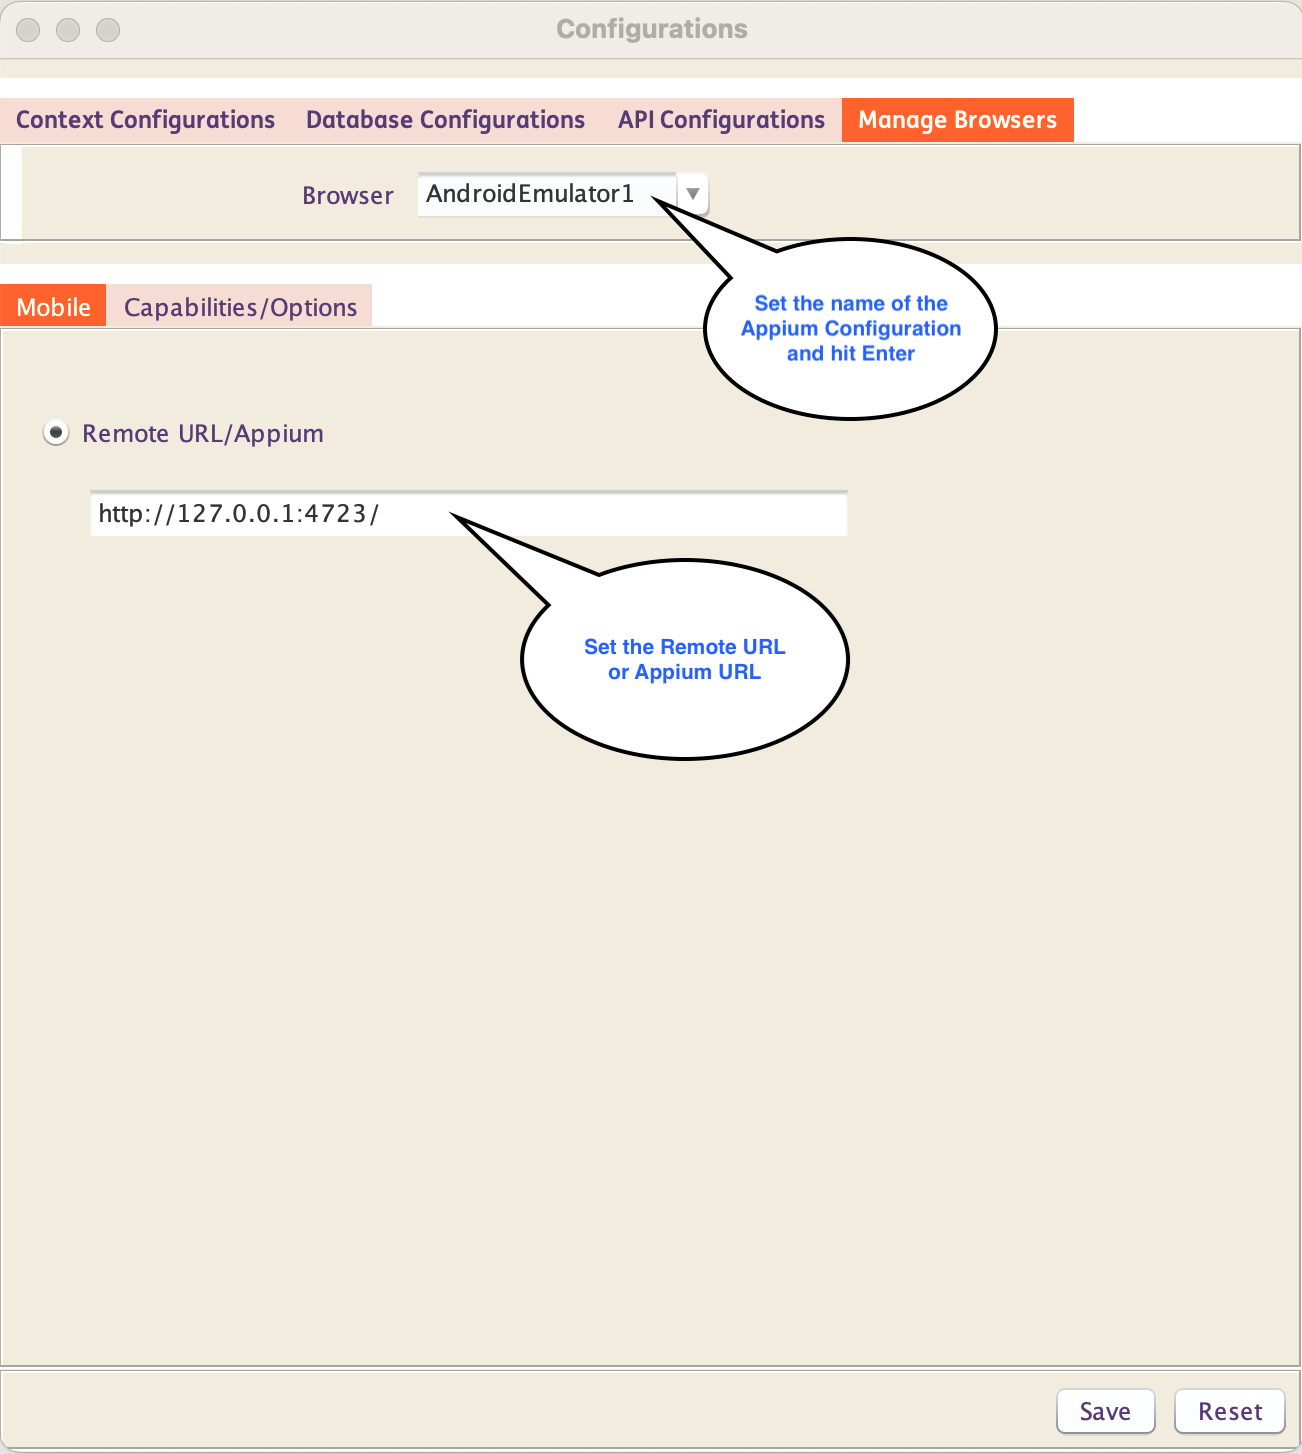 Configurations
Context Configurations Database Configurations API Configurations Manage Browsers
Browser AndroidEmulator1
Set the name of the
Appium Configuration
and hit Enter
Mobile Capabilities/Options
Remote URL/Appium
http://127.0.0.1:4723/
Set the Remote URL
or Appium URL
Save Reset